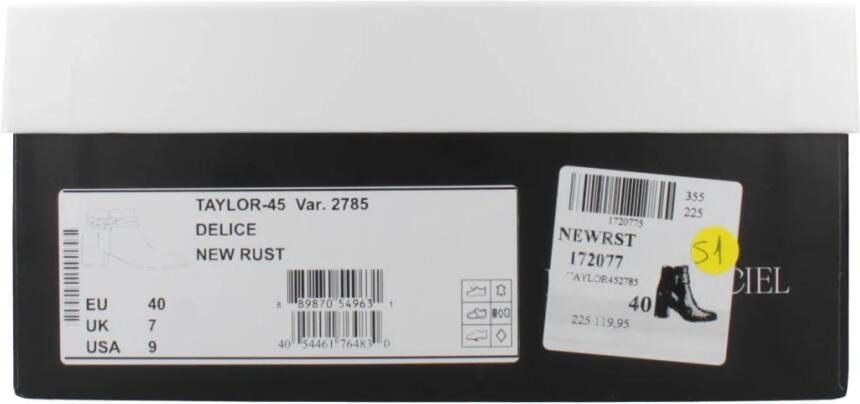 TAYLOR-45 Var. 2785
DELICE
NEW RUST
EU 40
UK 7
USA 9
8 89870 54963 1
40 54461 76483 0
355
225
1720775
NEWRST
172077
TAYLOR452785
40
225 119,95
S1
CIEL